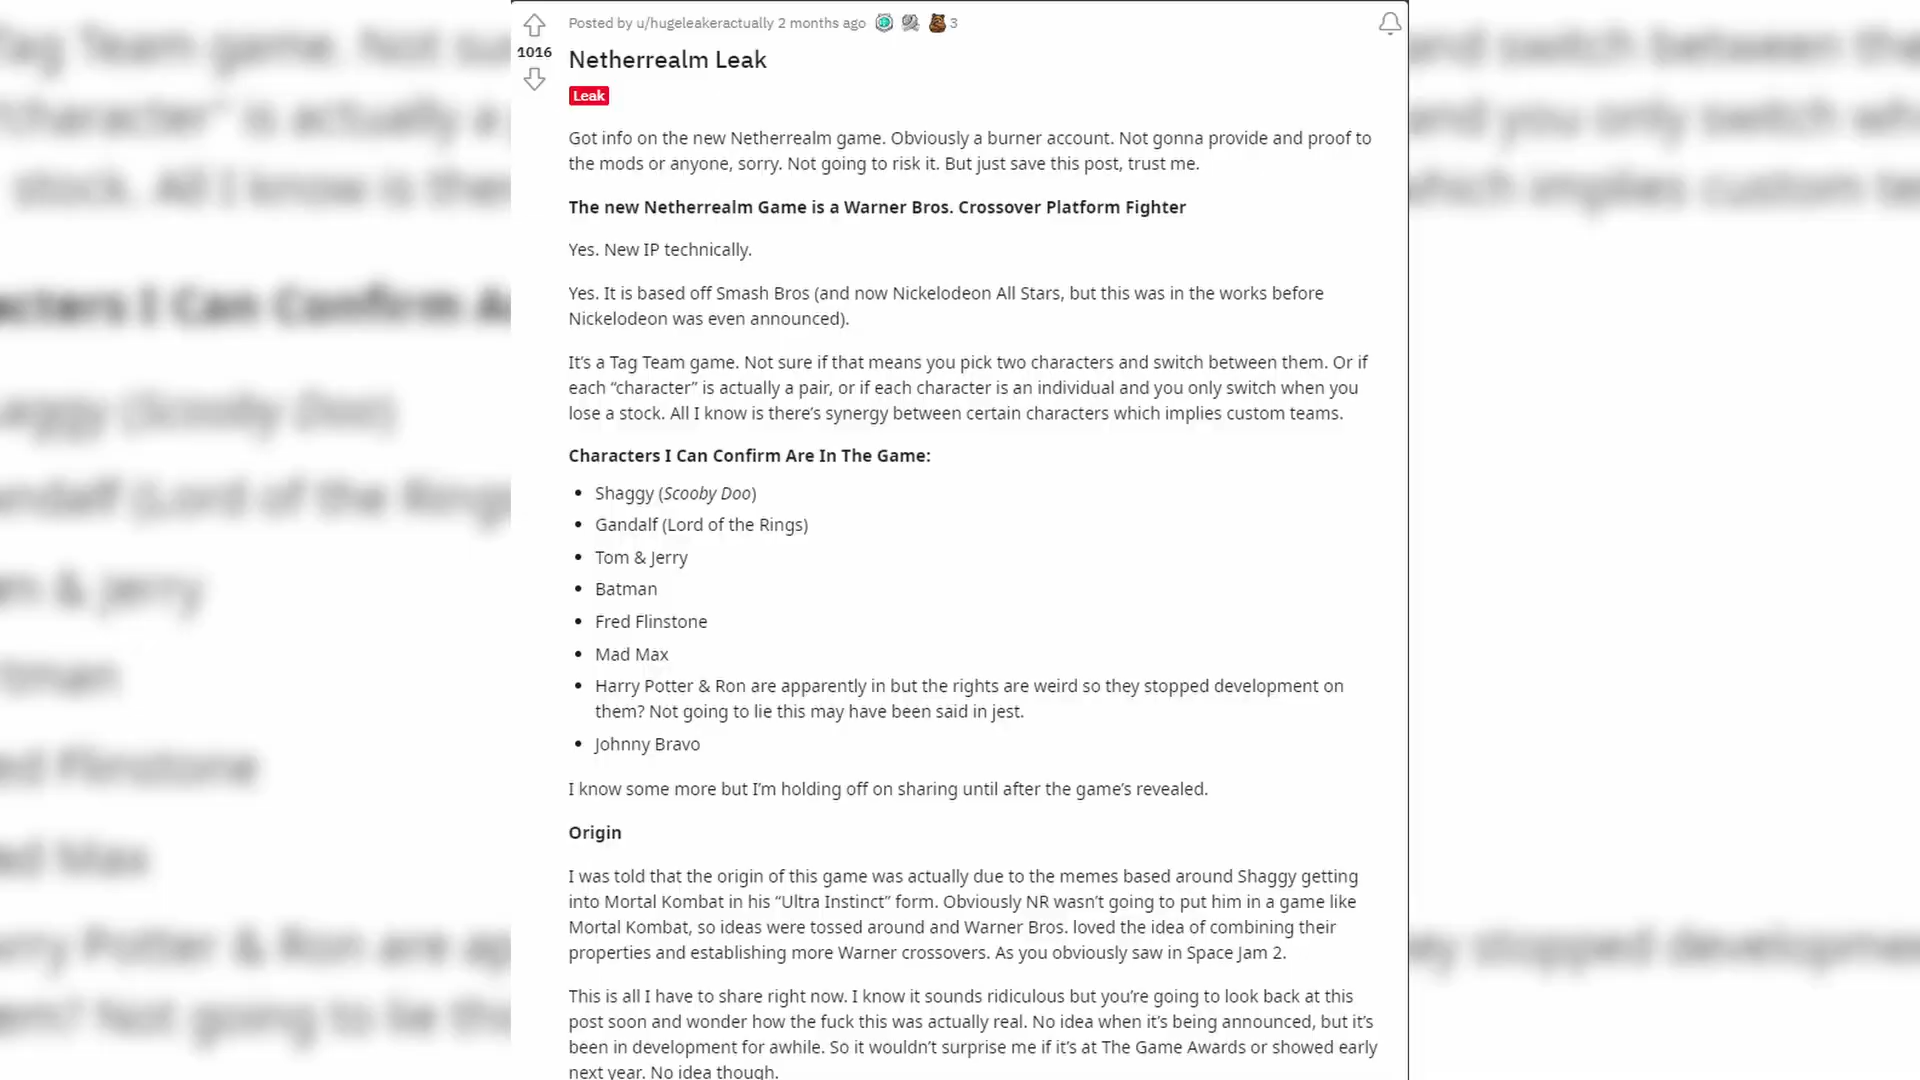 Posted by u/hugeleakeractually 2 months ago 3
1016
Netherrealm Leak
Leak
Got info on the new Netherrealm game. Obviously a burner account. Not gonna provide and proof to
the mods or anyone, sorry. Not going to risk it. But just save this post, trust me.
The new Netherrealm Game is a Warner Bros. Crossover Platform Fighter
Yes. New IP technically.
Yes. It is based off Smash Bros (and now Nickelodeon All Stars, but this was in the works before
Nickelodeon was even announced).
It’s a Tag Team game. Not sure if that means you pick two characters and switch between them. Or if
each “character” is actually a pair, or if each character is an individual and you only switch when you
lose a stock. All I know is there’s synergy between certain characters which implies custom teams.
Characters I Can Confirm Are In The Game:
• Shaggy (Scooby Doo)
• Gandalf (Lord of the Rings)
• Tom & Jerry
• Batman
• Fred Flinstone
• Mad Max
• Harry Potter & Ron are apparently in but the rights are weird so they stopped development on
them? Not going to lie this may have been said in jest.
• Johnny Bravo
I know some more but I’m holding off on sharing until after the game’s revealed.
Origin
I was told that the origin of this game was actually due to the memes based around Shaggy getting
into Mortal Kombat in his “Ultra Instinct” form. Obviously NR wasn’t going to put him in a game like
Mortal Kombat, so ideas were tossed around and Warner Bros. loved the idea of combining their
properties and establishing more Warner crossovers. As you obviously saw in Space Jam 2.
This is all I have to share right now. I know it sounds ridiculous but you’re going to look back at this
post soon and wonder how the fuck this was actually real. No idea when it’s being announced, but it’s
been in development for awhile. So it wouldn’t surprise me if it’s at The Game Awards or showed early
next year. No idea though.